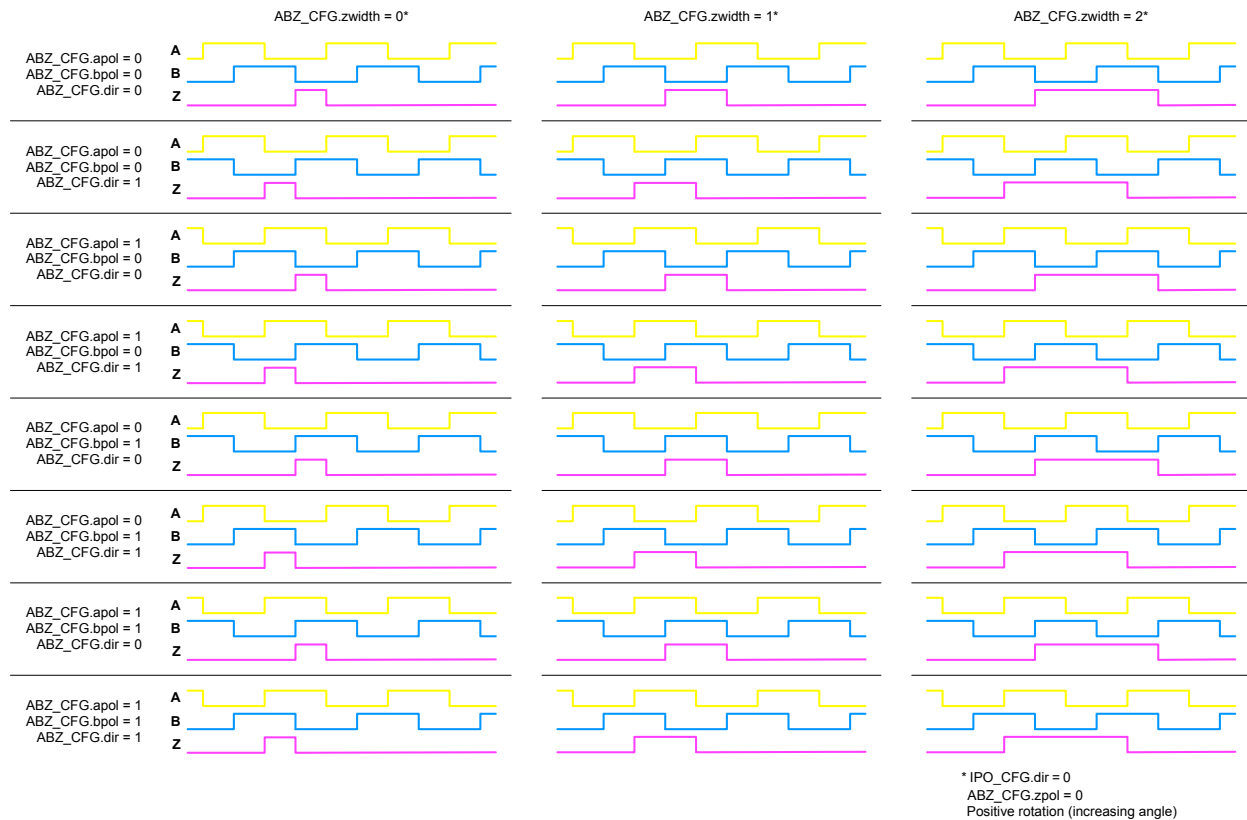 ABZ_CFG.zwidth = 0*
ABZ_CFG.zwidth = 1*
ABZ_CFG.zwidth = 2*
ABZ_CFG.apol = 0
ABZ_CFG.bpol = 0
ABZ_CFG.dir = 0
A
B
Z
ABZ_CFG.apol = 0
ABZ_CFG.bpol = 0
ABZ_CFG.dir = 1
A
B
Z
ABZ_CFG.apol = 1
ABZ_CFG.bpol = 0
ABZ_CFG.dir = 0
A
B
Z
ABZ_CFG.apol = 1
ABZ_CFG.bpol = 0
ABZ_CFG.dir = 1
A
B
Z
ABZ_CFG.apol = 0
ABZ_CFG.bpol = 1
ABZ_CFG.dir = 0
A
B
Z
ABZ_CFG.apol = 0
ABZ_CFG.bpol = 1
ABZ_CFG.dir = 1
A
B
Z
ABZ_CFG.apol = 1
ABZ_CFG.bpol = 1
ABZ_CFG.dir = 0
A
B
Z
ABZ_CFG.apol = 1
ABZ_CFG.bpol = 1
ABZ_CFG.dir = 1
A
B
Z
* IPO_CFG.dir = 0
ABZ_CFG.zpol = 0
Positive rotation (increasing angle)